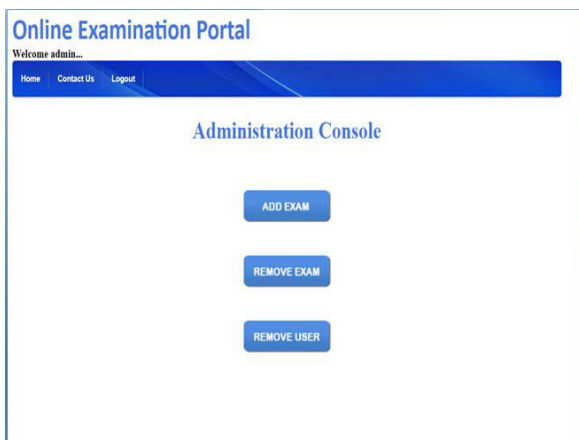 Online Examination Portal
Welcome admin...
Home Contact Us Logout
Administration Console
ADD EXAM
REMOVE EXAM
REMOVE USER